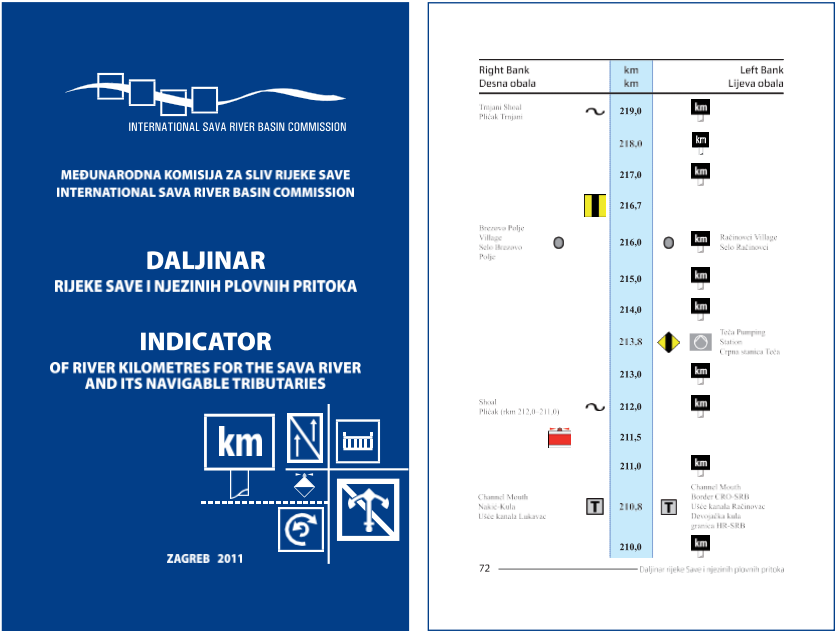 INTERNATIONAL SAVA RIVER BASIN COMMISSION
MEĐUNARODNA KOMISIJA ZA SLIV RIJEKE SAVE
INTERNATIONAL SAVA RIVER BASIN COMMISSION
DALJINAR
RIJEKE SAVE I NJEZINIH PLOVNIH PRITOKA
INDICATOR
OF RIVER KILOMETRES FOR THE SAVA RIVER
AND ITS NAVIGABLE TRIBUTARIES
km
ZAGREB 2011
Right Bank km Left Bank
Desna obala km Lijeva obala
Trnjani Shoal
Pličak Trnjani
219,0 km
218,0 km
217,0 km
216,7
Brezovo Polje
Village
Selo Brezovo
Polje
216,0 km
Račinovci Village
Selo Račinovci
215,0 km
214,0 km
213,8
Teča Pumping
Station
Crpna stanica Teča
213,0 km
Shoal
Pličak (rkm 212,0–211,0)
212,0 km
211,5
211,0 km
Channel Mouth
Nakić-Kula
Ušće kanala Lukavac
T 210,8 T
Channel Mouth
Border CRO-SRB
Ušće kanala Račinovac
Devojačka kula
granica HR-SRB
210,0 km
72 Daljinar rijeke Save i njezinih plovnih pritoka